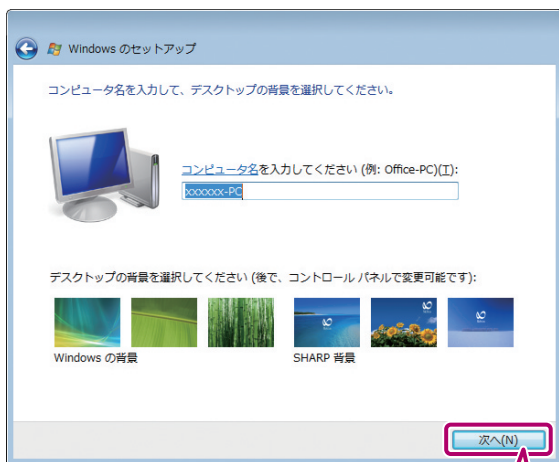 Windows のセットアップ
コンピュータ名を入力して、デスクトップの背景を選択してください。
コンピュータ名を入力してください (例: Office-PC)(T):
xxxxxx-PC
デスクトップの背景を選択してください (後で、コントロール パネルで変更可能です):
Windows の背景
SHARP 背景
次へ(N)